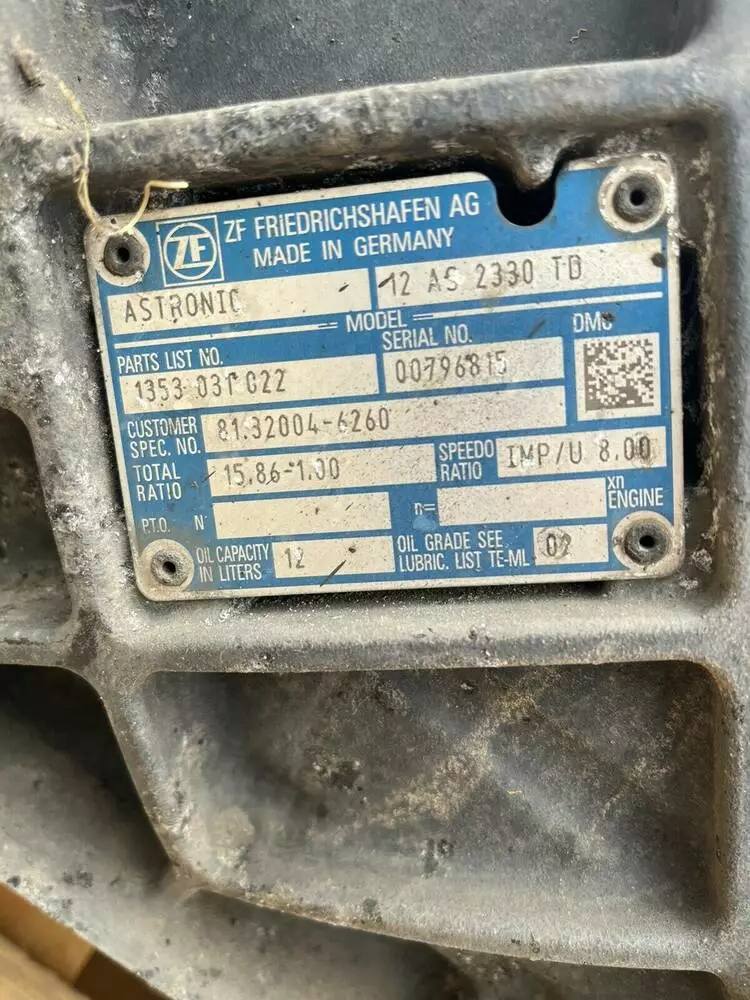 ZF
ZF FRIEDRICHSHAFEN AG
MADE IN GERMANY
ASTRONIC
12 AS 2330 TD
MODEL
PARTS LIST NO.
SERIAL NO.
DMC
1353 031 022
00796815
CUSTOMER
SPEC. NO.
81.32004-6260
TOTAL
RATIO
15.86-1.00
SPEEDO
RATIO
IMP/U 8.00
P.T.O. N
n=
xn
ENGINE
OIL CAPACITY
IN LITERS
12
OIL GRADE SEE
LUBRIC. LIST TE-ML
02